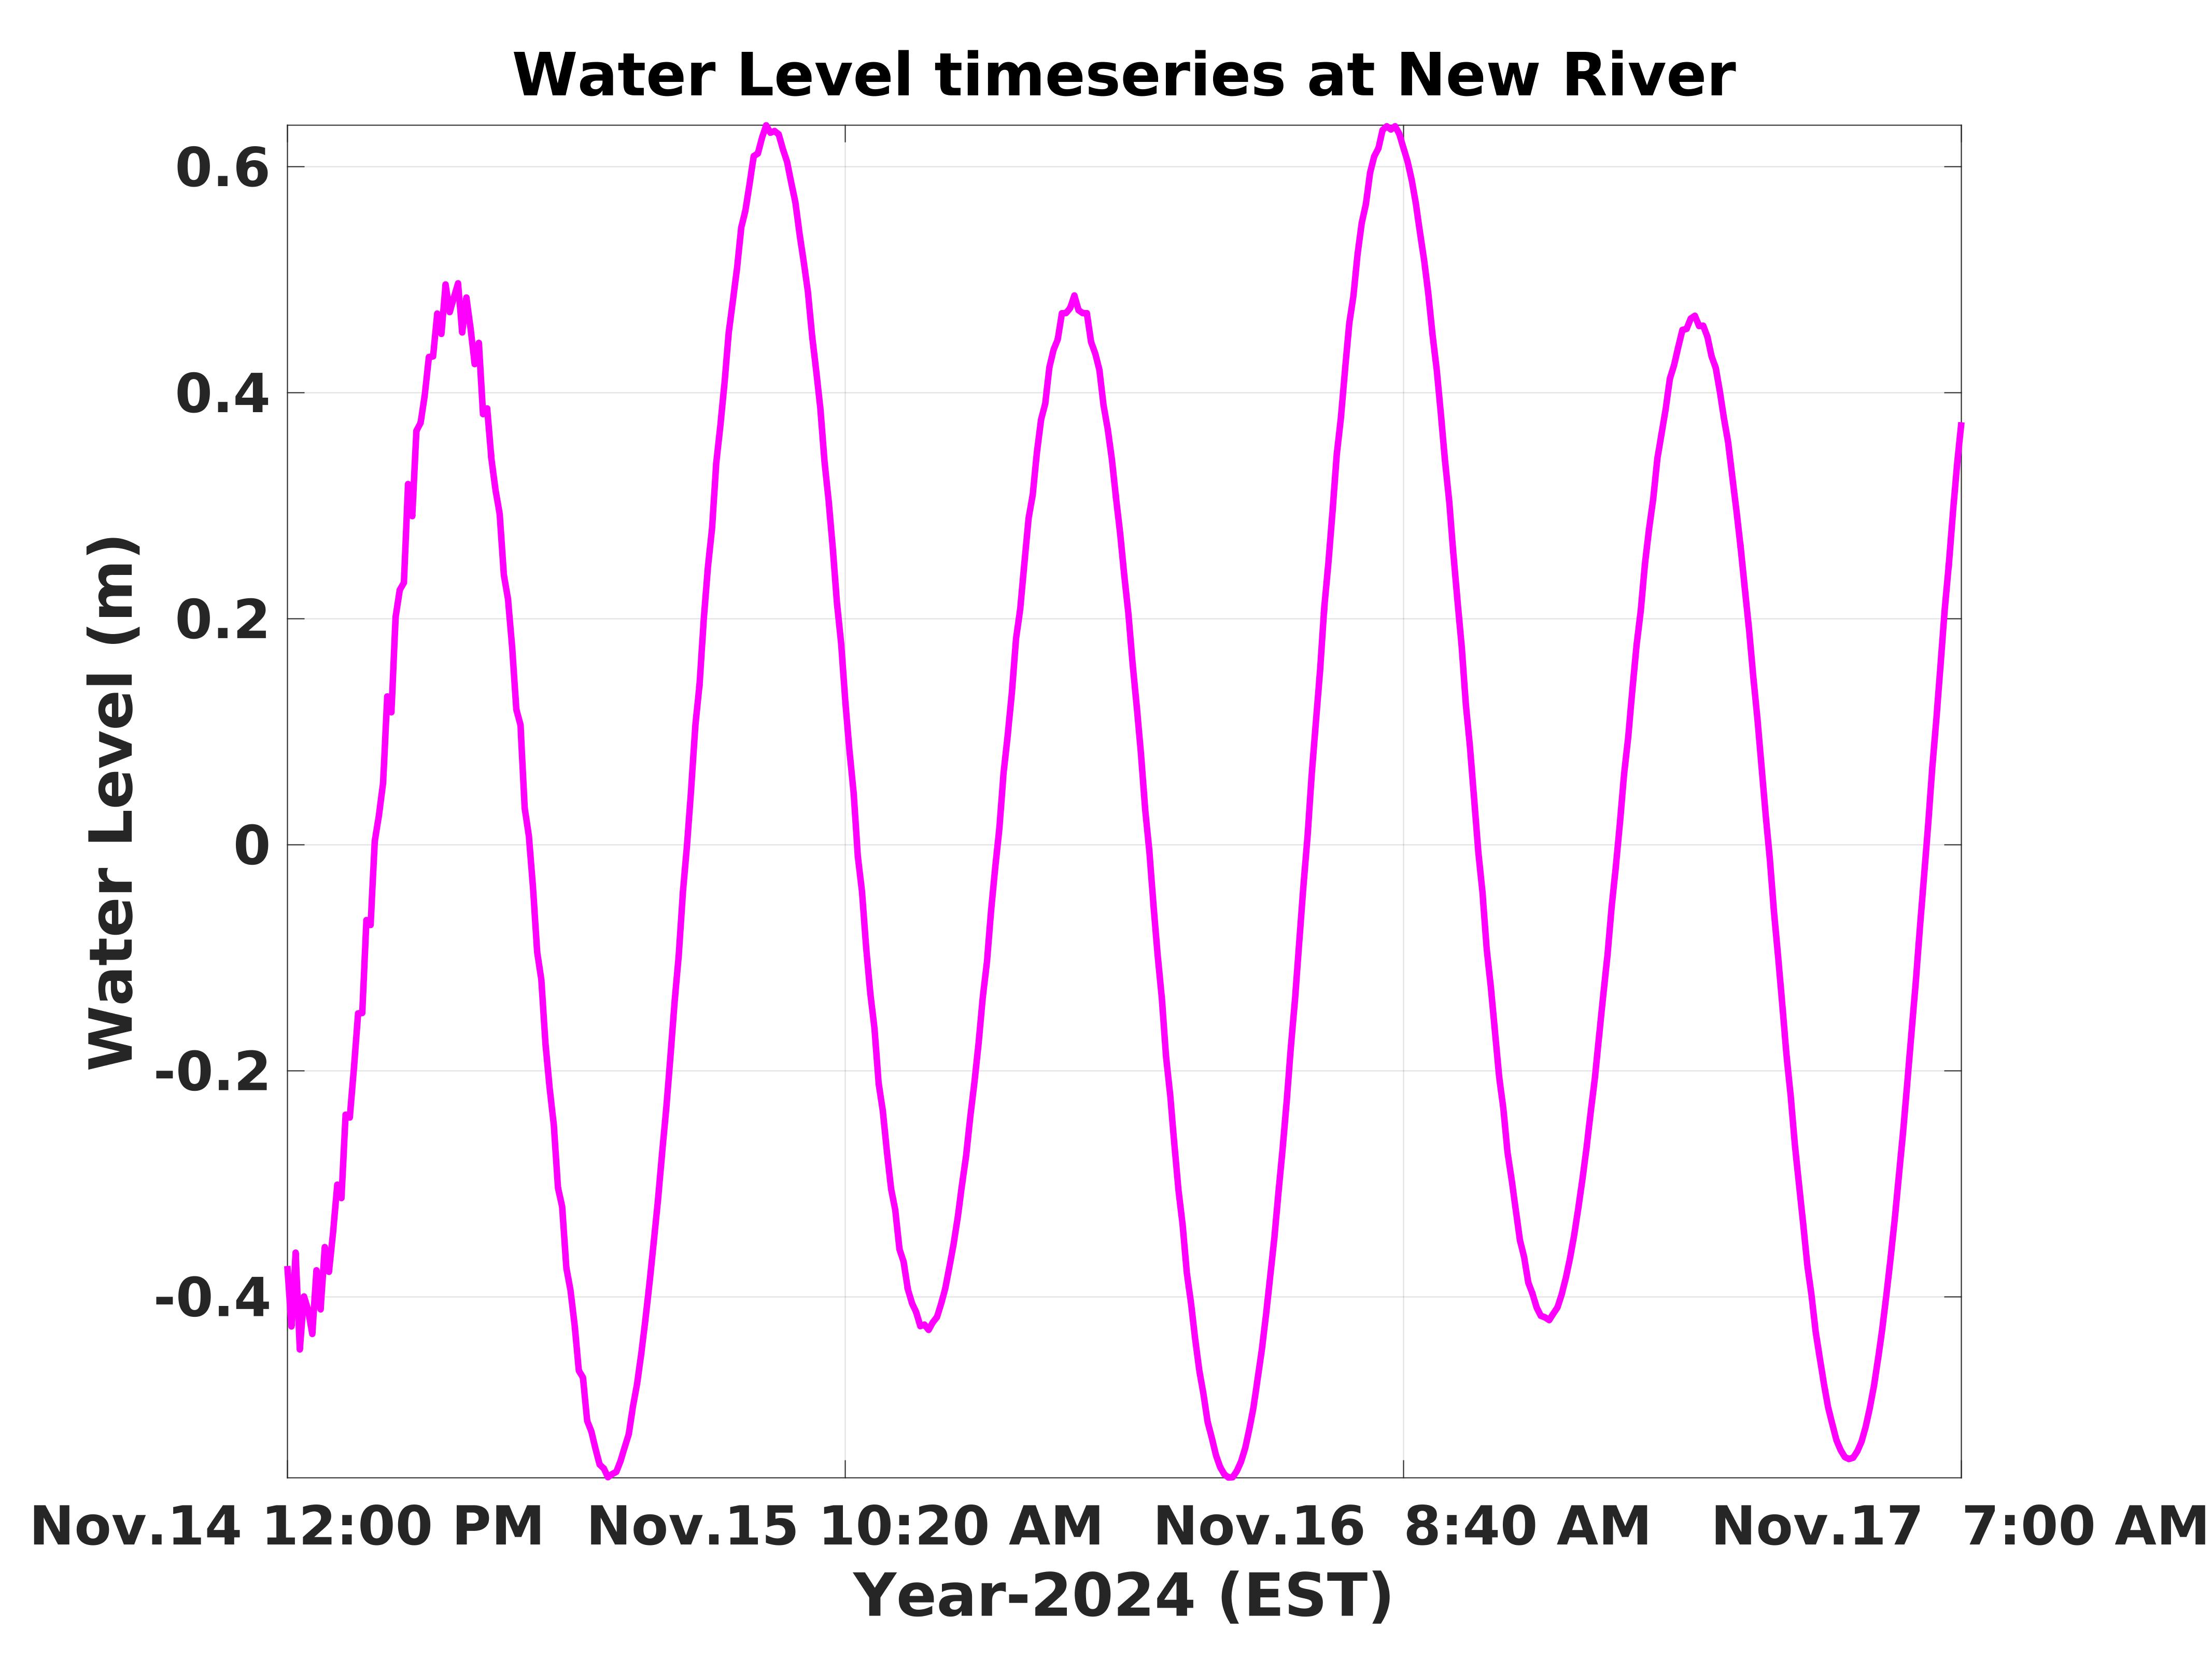 Water Level timeseries at New River
0.6
0.4
0.2
0
-0.2
-0.4
Water Level (m)
Nov.14 12:00 PM Nov.15 10:20 AM Nov.16 8:40 AM Nov.17 7:00 AM
Year-2024 (EST)